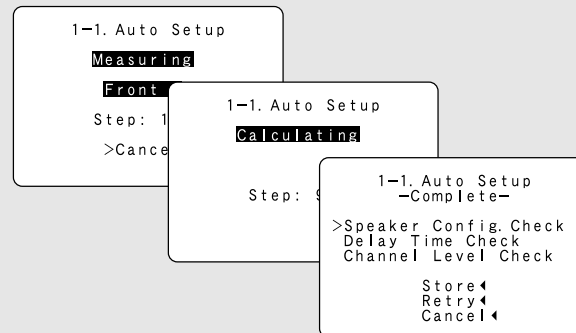 1-1. Auto Setup
Measuring
Front
Step: 1
>Cance
1-1. Auto Setup
Calculating
Step: 9
1-1. Auto Setup
-Complete-
>Speaker Config. Check
Delay Time Check
Channel Level Check
Store◀
Retry◀
Cancel◀